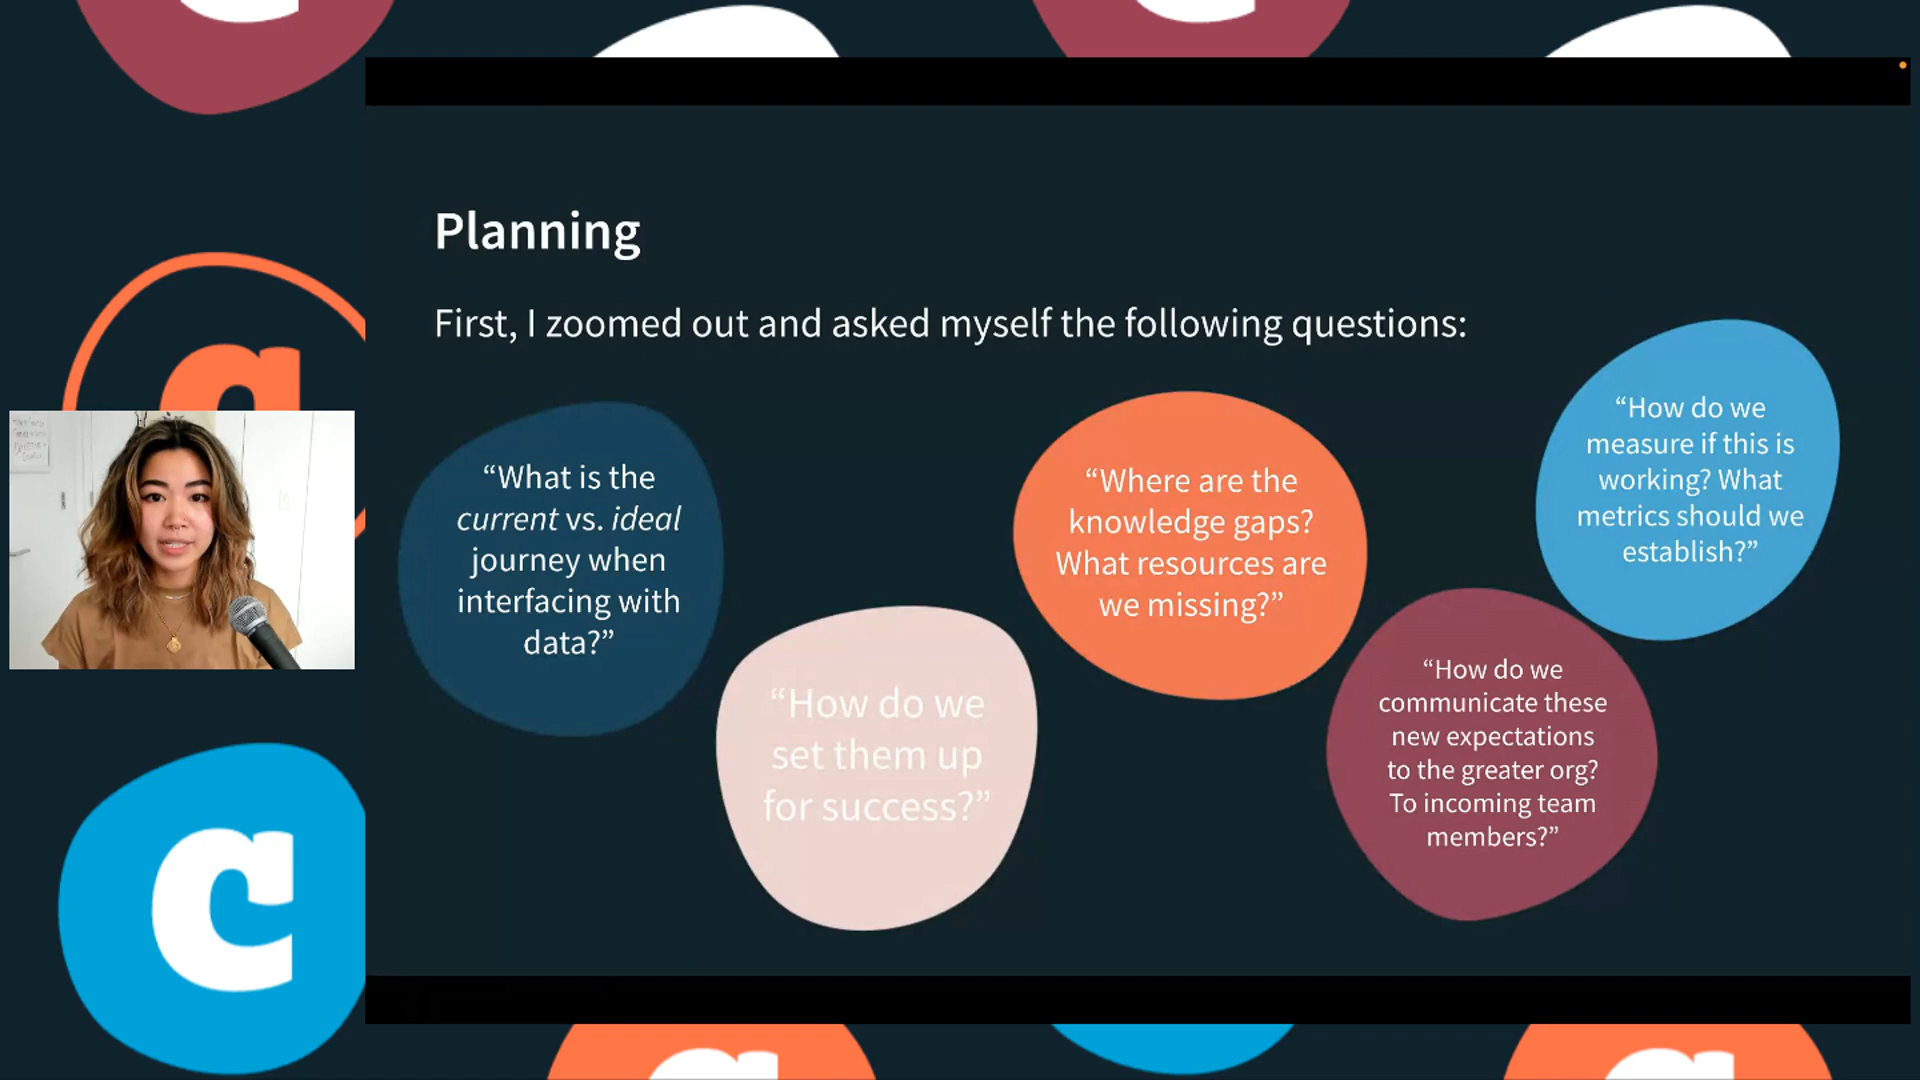 Planning
First, I zoomed out and asked myself the following questions:
“What is the
current vs. ideal
journey when
interfacing with
data?”
“How do we
set them up
for success?”
“Where are the
knowledge gaps?
What resources are
we missing?”
“How do we
communicate these
new expectations
to the greater org?
To incoming team
members?”
“How do we
measure if this is
working? What
metrics should we
establish?”
c